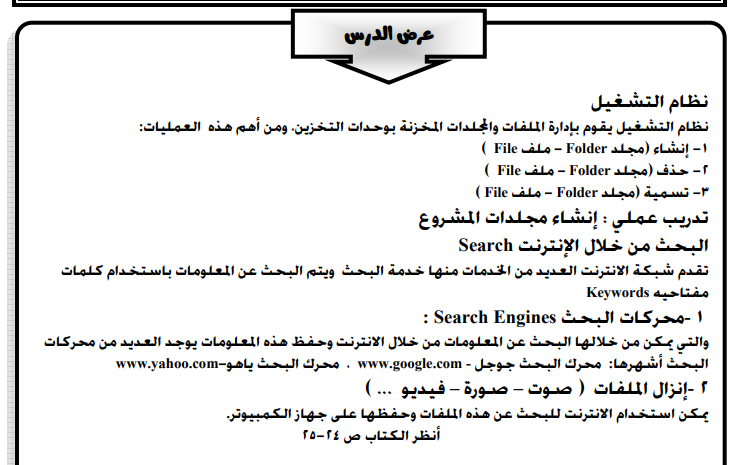 عرض الدرس
نظام التشغيل
نظام التشغيل يقوم بإدارة الملفات والمجلدات المخزنة بوحدات التخزين. ومن أهم هذه العمليات:
١- إنشاء (مجلد Folder – ملف File )
٢- حذف (مجلد Folder – ملف File )
٣- تسمية (مجلد Folder – ملف File )
تدريب عملي : إنشاء مجلدات المشروع
البحث من خلال الإنترنت Search
تقدم شبكة الانترنت العديد من الخدمات منها خدمة البحث ويتم البحث عن المعلومات باستخدام كلمات
مفتاحيه Keywords
١ -محركات البحث Search Engines :
والتي يمكن من خلالها البحث عن المعلومات من خلال الانترنت وحفظ هذه المعلومات يوجد العديد من محركات
البحث أشهرها: محرك البحث جوجل - www.google.com . محرك البحث ياهو–www.yahoo.com
٢ -إنزال الملفات ( صوت – صورة – فيديو ... )
يمكن استخدام الانترنت للبحث عن هذه الملفات وحفظها على جهاز الكمبيوتر.
أنظر الكتاب ص ٢٤–٢٥